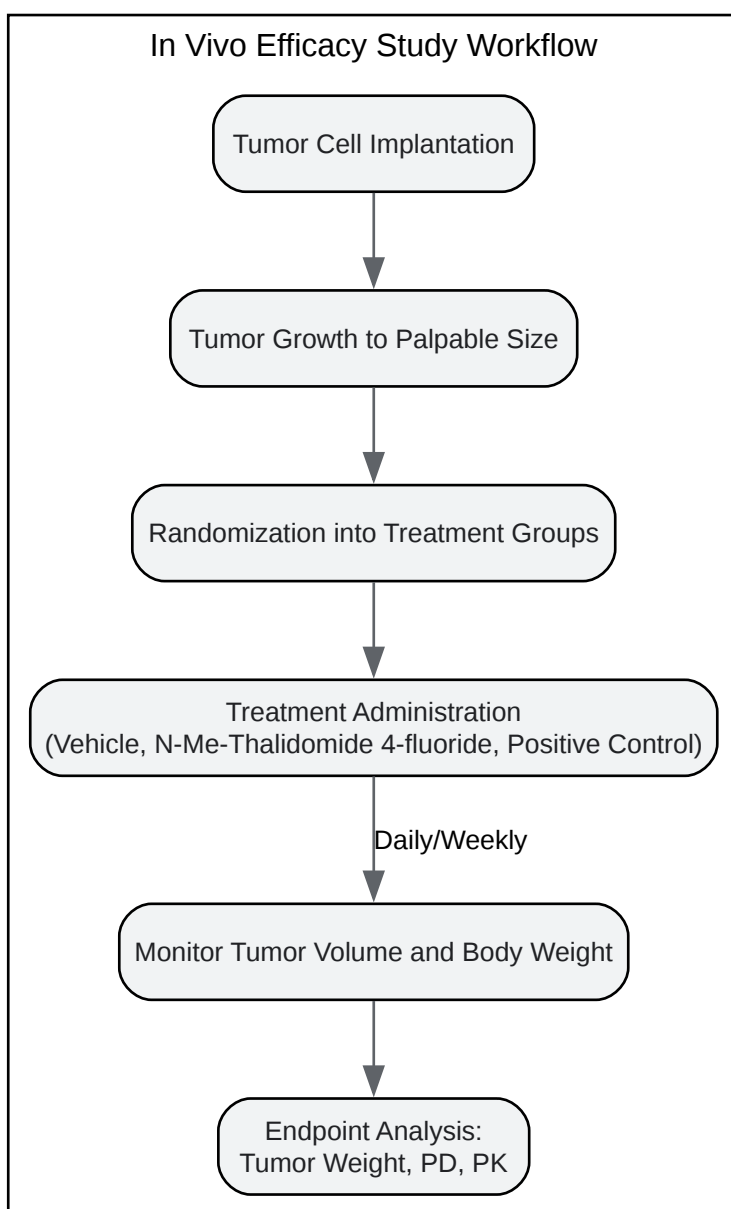 In Vivo Efficacy Study Workflow
Tumor Cell Implantation
Tumor Growth to Palpable Size
Randomization into Treatment Groups
Treatment Administration
(Vehicle, N-Me-Thalidomide 4-fluoride, Positive Control)
Daily/Weekly
Monitor Tumor Volume and Body Weight
Endpoint Analysis:
Tumor Weight, PD, PK